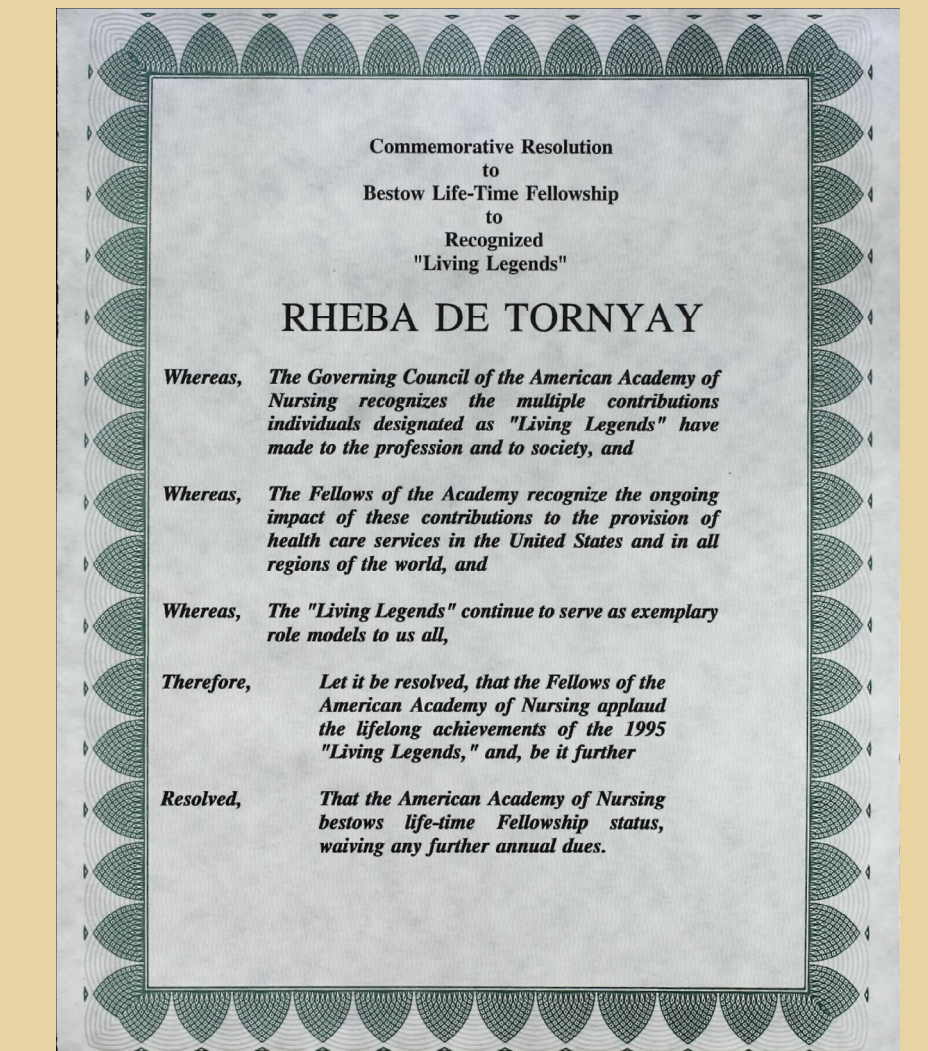 Commemorative Resolution
to
Bestow Life-Time Fellowship
to
Recognized
"Living Legends"
RHEBA DE TORNYAY
Whereas, The Governing Council of the American Academy of
Nursing recognizes the multiple contributions
individuals designated as "Living Legends" have
made to the profession and to society, and
Whereas, The Fellows of the Academy recognize the ongoing
impact of these contributions to the provision of
health care services in the United States and in all
regions of the world, and
Whereas, The "Living Legends" continue to serve as exemplary
role models to us all,
Therefore, Let it be resolved, that the Fellows of the
American Academy of Nursing applaud
the lifelong achievements of the 1995
"Living Legends," and, be it further
Resolved, That the American Academy of Nursing
bestows life-time Fellowship status,
waiving any further annual dues.